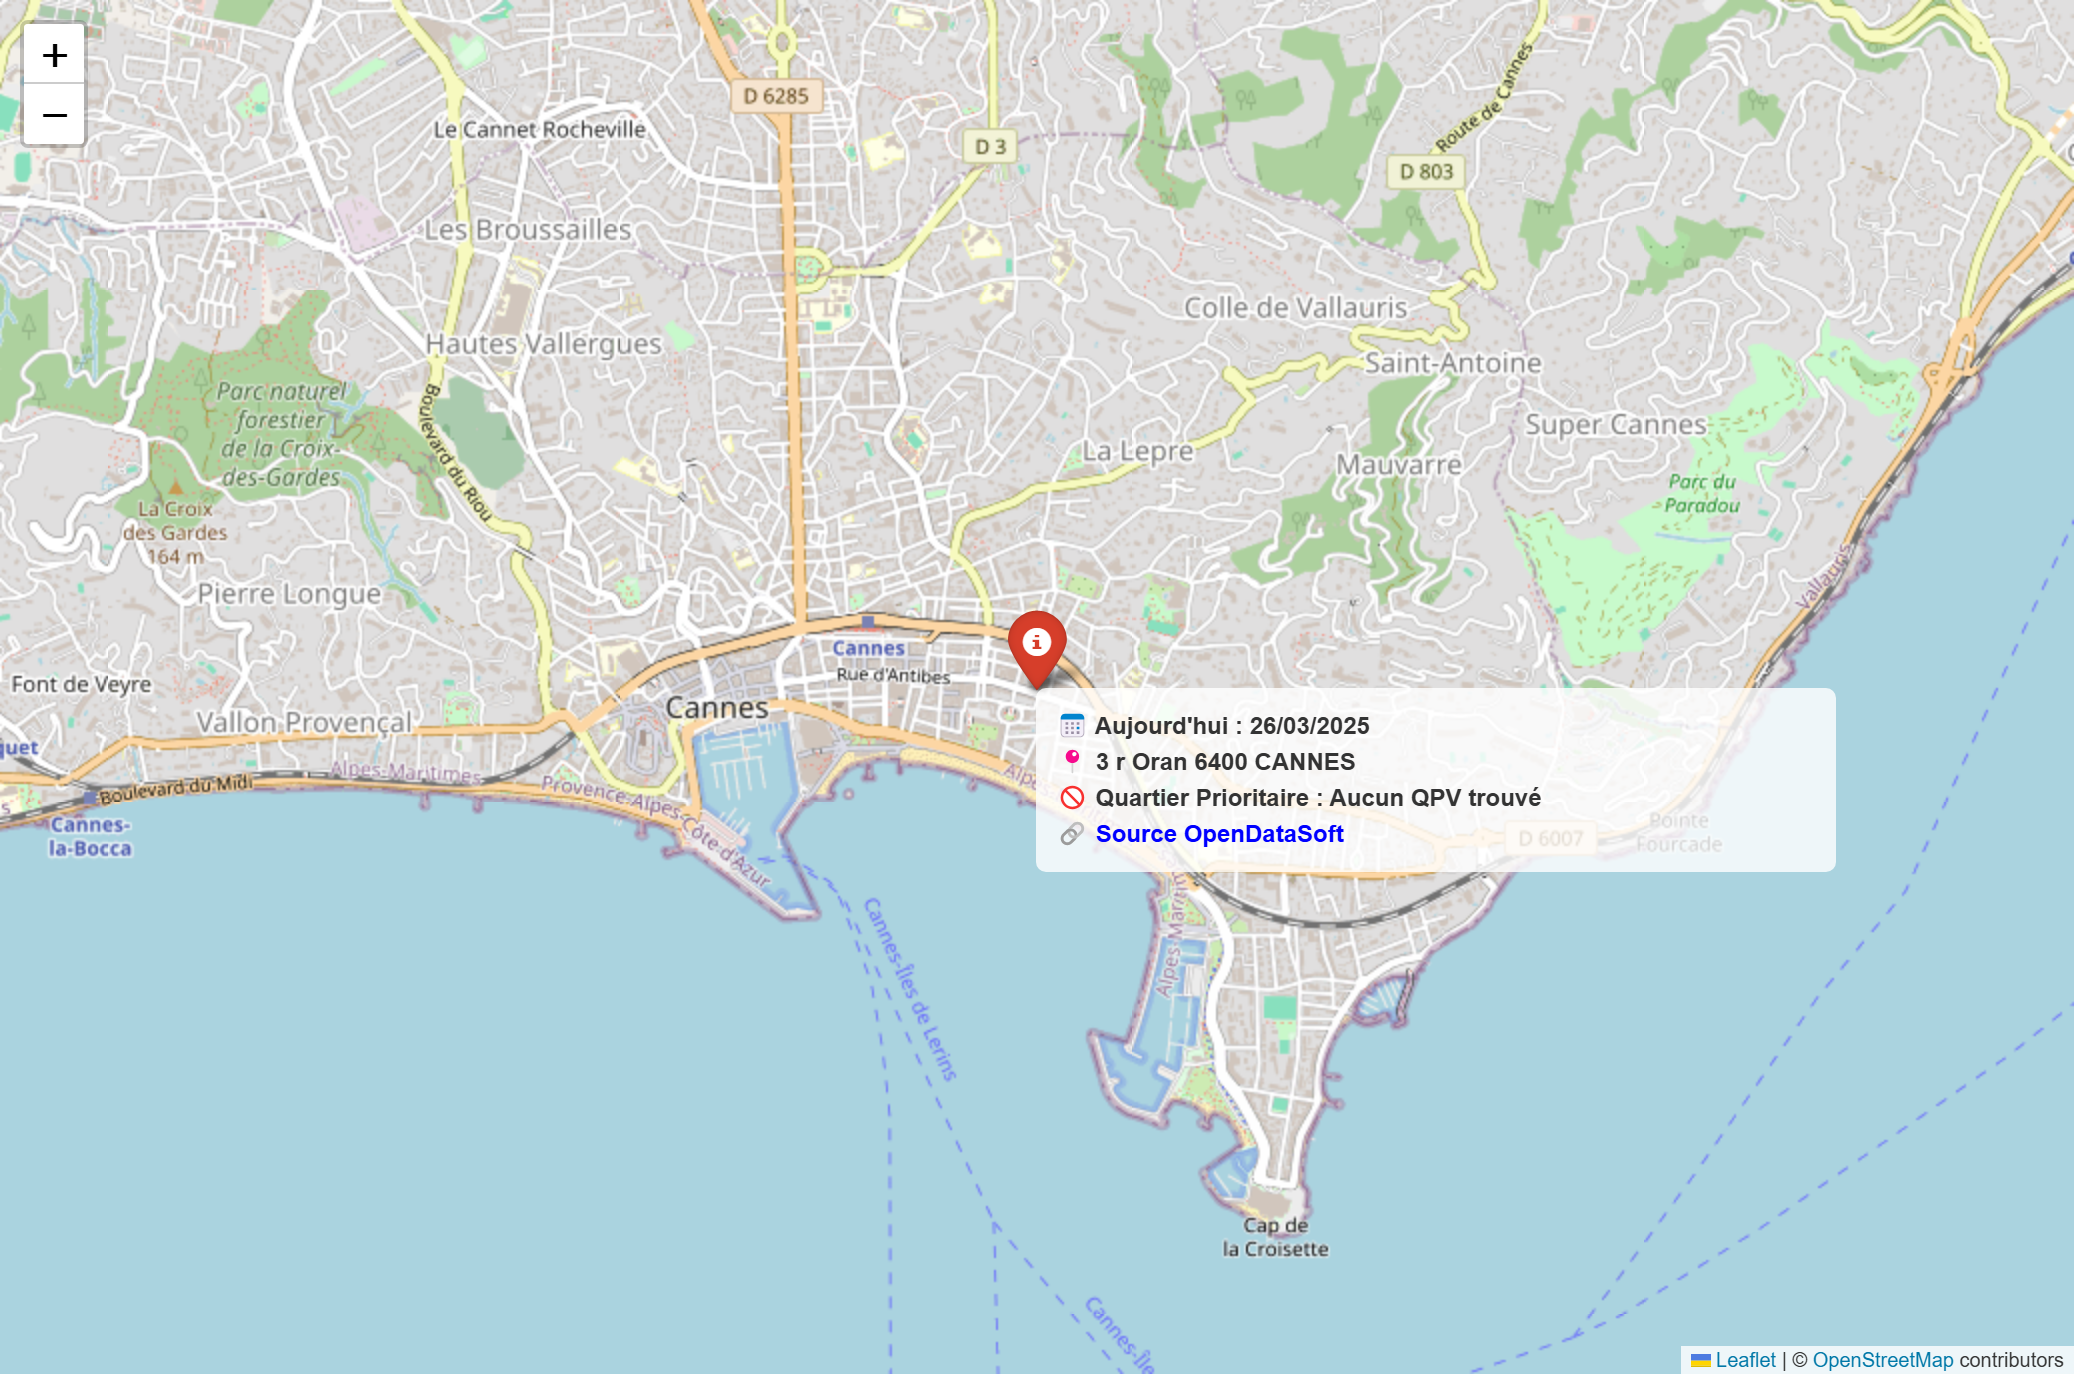 +
−
D 6285
Le Cannet Rocheville
D 3
Route de Cannes
D 803
Les Broussailles
Colle de Vallauris
Hautes Vallergues
Saint-Antoine
Parc naturel
forestier
de la Croix-
des-Gardes
Boulevard du Riou
Super Cannes
La Lepre
Mauvarre
Parc du
Paradou
La Croix
des Gardes
164 m
Pierre Longue
Vallauris
Cannes
Rue d'Antibes
Font de Veyre
Cannes
Vallon Provençal
quet
Alpes-Maritimes
Boulevard du Midi
Provence-Alpes-Côte d'Azur
Alpe
Cannes-
la-Bocca
Aujourd'hui : 26/03/2025
3 r Oran 6400 CANNES
Quartier Prioritaire : Aucun QPV trouvé
Source OpenDataSoft
D 6007
Pointe
Fourcade
Alpes-Mariti
Cannes-Îles de Lerins
Cap de
la Croisette
Cannes-Île
Leaflet | © OpenStreetMap contributors